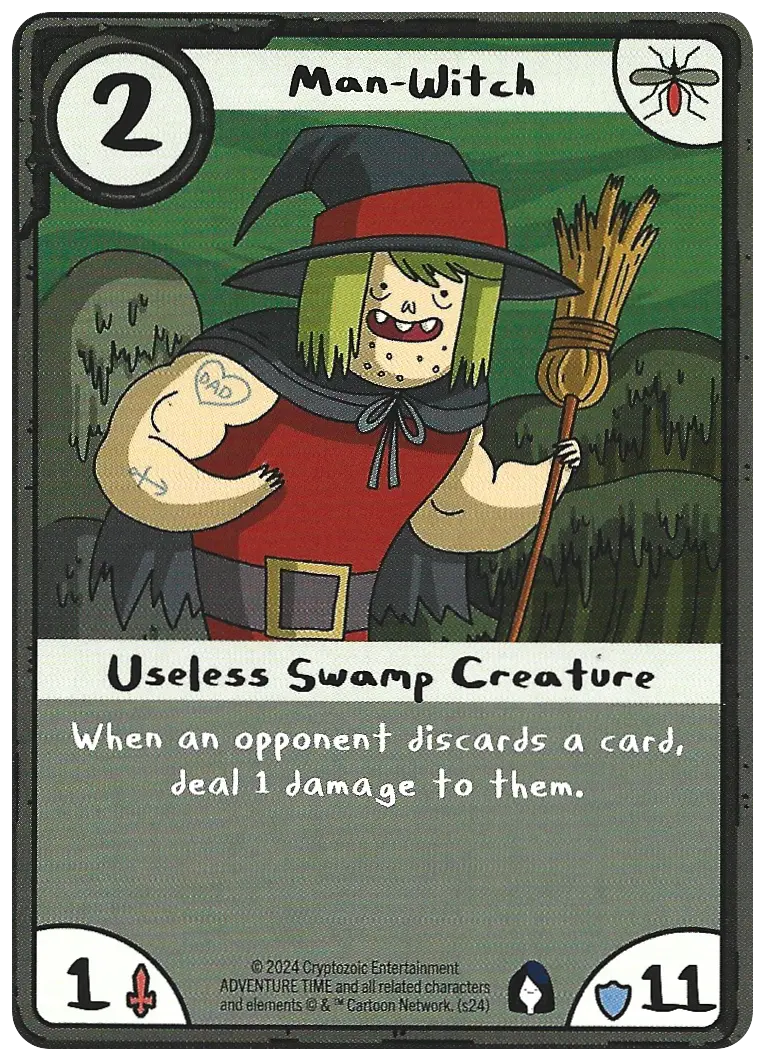 2
Man-Witch
DAD
Useless Swamp Creature
When an opponent discards a card,
deal 1 damage to them.
1
© 2024 Cryptozoic Entertainment
ADVENTURE TIME and all related characters
and elements © & ™ Cartoon Network. (s24)
11